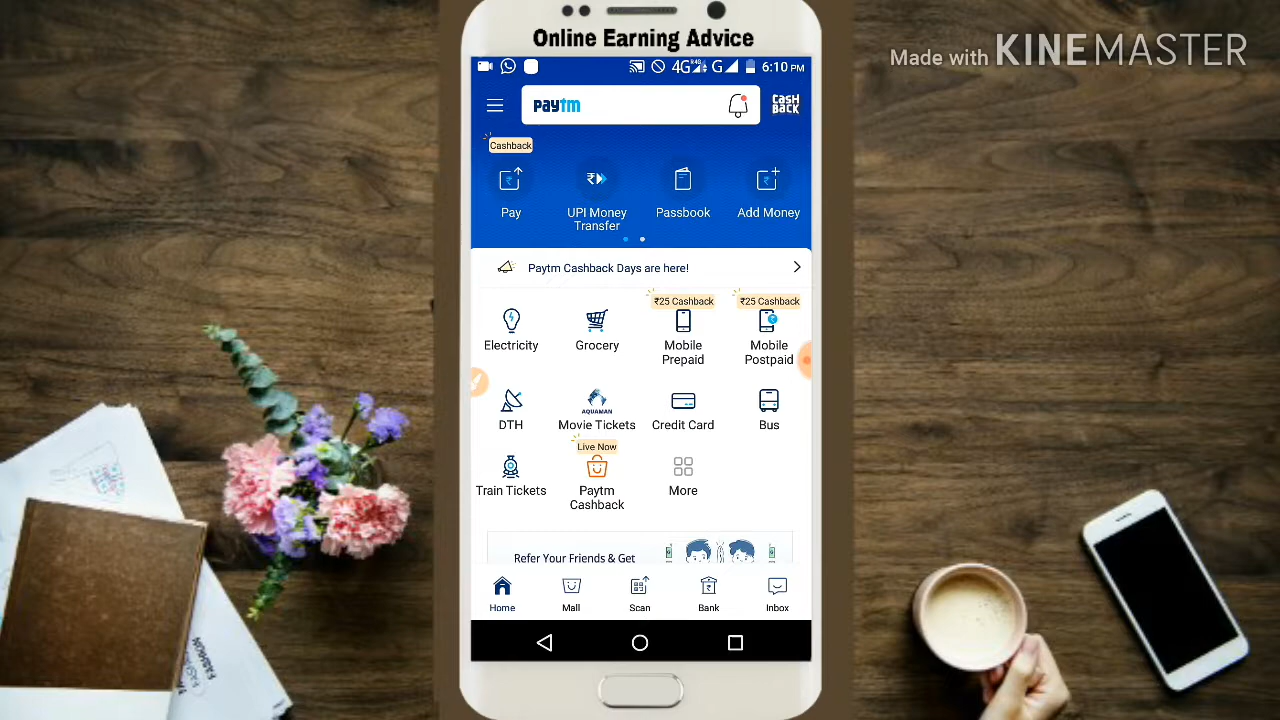 Online Earning Advice
Made with KINEMASTER
4G G 6:10 PM
paytm
CASH
BACK
Cashback
Pay
UPI Money
Transfer
Passbook
Add Money
Paytm Cashback Days are here!
₹25 Cashback
₹25 Cashback
Electricity
Grocery
Mobile
Prepaid
Mobile
Postpaid
AQUAMAN
DTH
Movie Tickets
Credit Card
Bus
Live Now
Train Tickets
Paytm
Cashback
More
Refer Your Friends & Get
Home
Mall
Scan
Bank
Inbox
FASHION